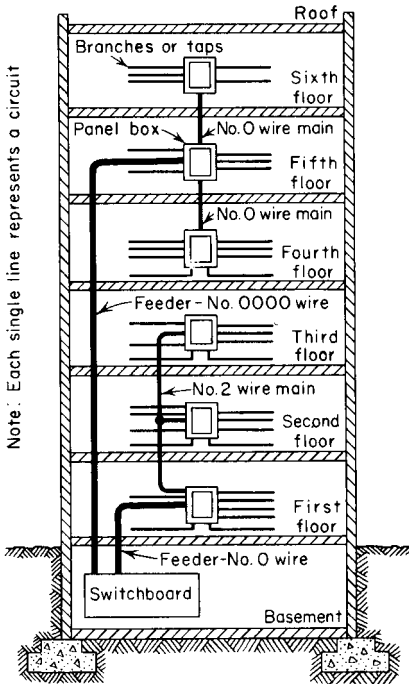 Roof
Branches or taps
Sixth
floor
Panel box
No. 0 wire main
Fifth
floor
No. 0 wire main
Fourth
floor
Feeder – No. 0000 wire
Third
floor
No. 2 wire main
Second
floor
First
floor
Feeder-No. 0 wire
Switchboard
Basement
Note: Each single line represents a circuit